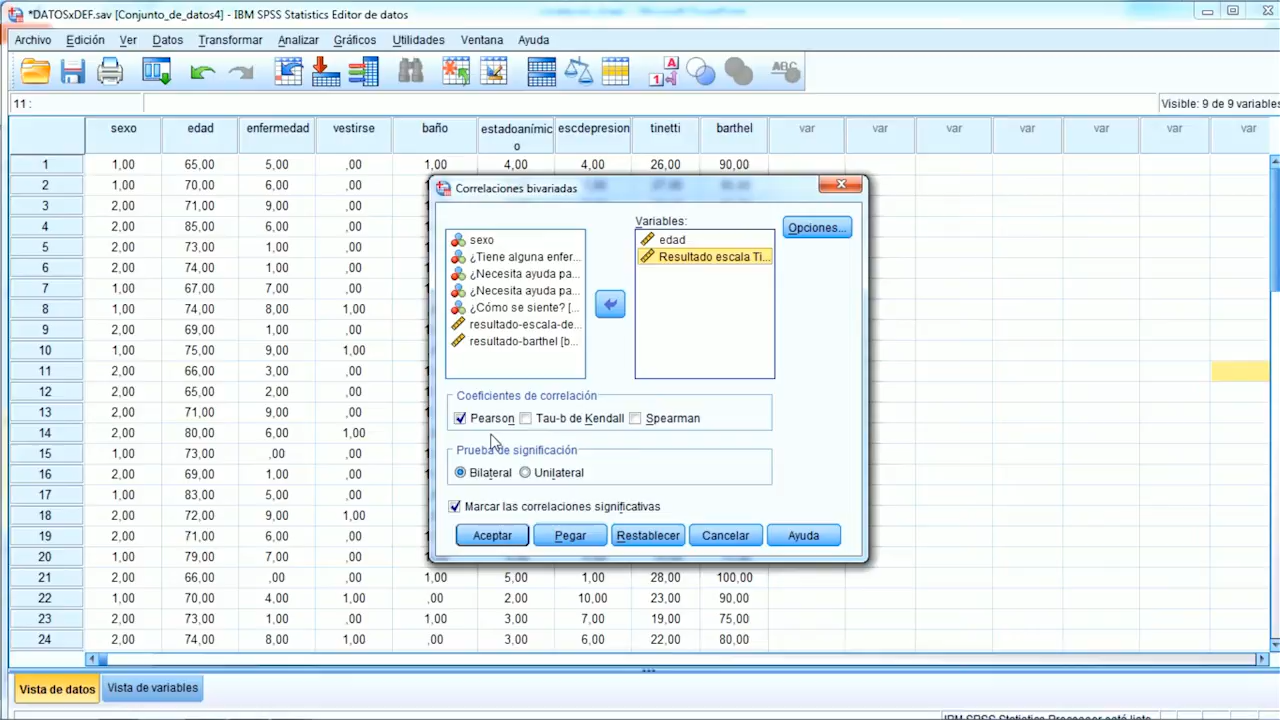 *DATOSxDEF.sav [Conjunto_de_datos4] - IBM SPSS Statistics Editor de datos
Archivo Edición Ver Datos Transformar Analizar Gráficos Utilidades Ventana Ayuda
11 :
Visible: 9 de 9 variables
sexo edad enfermedad vestirse baño estadoanímico escdepresion tinetti barthel var var var var var var var
1 1,00 65,00 5,00 ,00 1,00 4,00 4,00 26,00 90,00
2 1,00 70,00 6,00 ,00
3 2,00 71,00 9,00 ,00
4 2,00 85,00 6,00 ,00
5 2,00 73,00 1,00 ,00
6 2,00 74,00 1,00 ,00
7 1,00 67,00 7,00 ,00
8 1,00 74,00 8,00 1,00
9 2,00 69,00 1,00 ,00
10 1,00 75,00 9,00 1,00
11 2,00 66,00 3,00 ,00
12 2,00 65,00 2,00 ,00
13 2,00 71,00 9,00 ,00
14 2,00 80,00 6,00 1,00
15 1,00 73,00 ,00 ,00
16 2,00 69,00 1,00 ,00
17 1,00 83,00 5,00 ,00
18 2,00 72,00 9,00 1,00
19 2,00 71,00 6,00 ,00
20 1,00 79,00 7,00 ,00
21 2,00 66,00 ,00 ,00 1,00 5,00 1,00 28,00 100,00
22 1,00 70,00 4,00 1,00 ,00 2,00 10,00 23,00 90,00
23 2,00 73,00 1,00 ,00 1,00 3,00 7,00 19,00 75,00
24 2,00 74,00 8,00 1,00 ,00 3,00 6,00 22,00 80,00
Correlaciones bivariadas
sexo
¿Tiene alguna enfer...
¿Necesita ayuda pa...
¿Necesita ayuda pa...
¿Cómo se siente? [...
resultado-escala-de...
resultado-barthel [b...
Variables:
edad
Resultado escala Ti...
Opciones...
Coeficientes de correlación
Pearson Tau-b de Kendall Spearman
Prueba de significación
Bilateral Unilateral
Marcar las correlaciones significativas
Aceptar Pegar Restablecer Cancelar Ayuda
Vista de datos Vista de variables
IBM SPSS Statistics Processor está listo